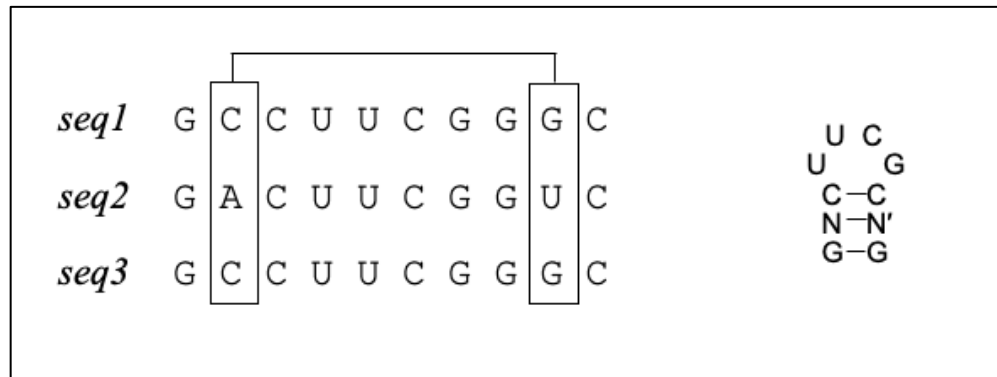 seq1 G C C U U C G G G C
seq2 G A C U U C G G U C
seq3 G C C U U C G G G C
U C
U G
C–C
N–N′
G–G